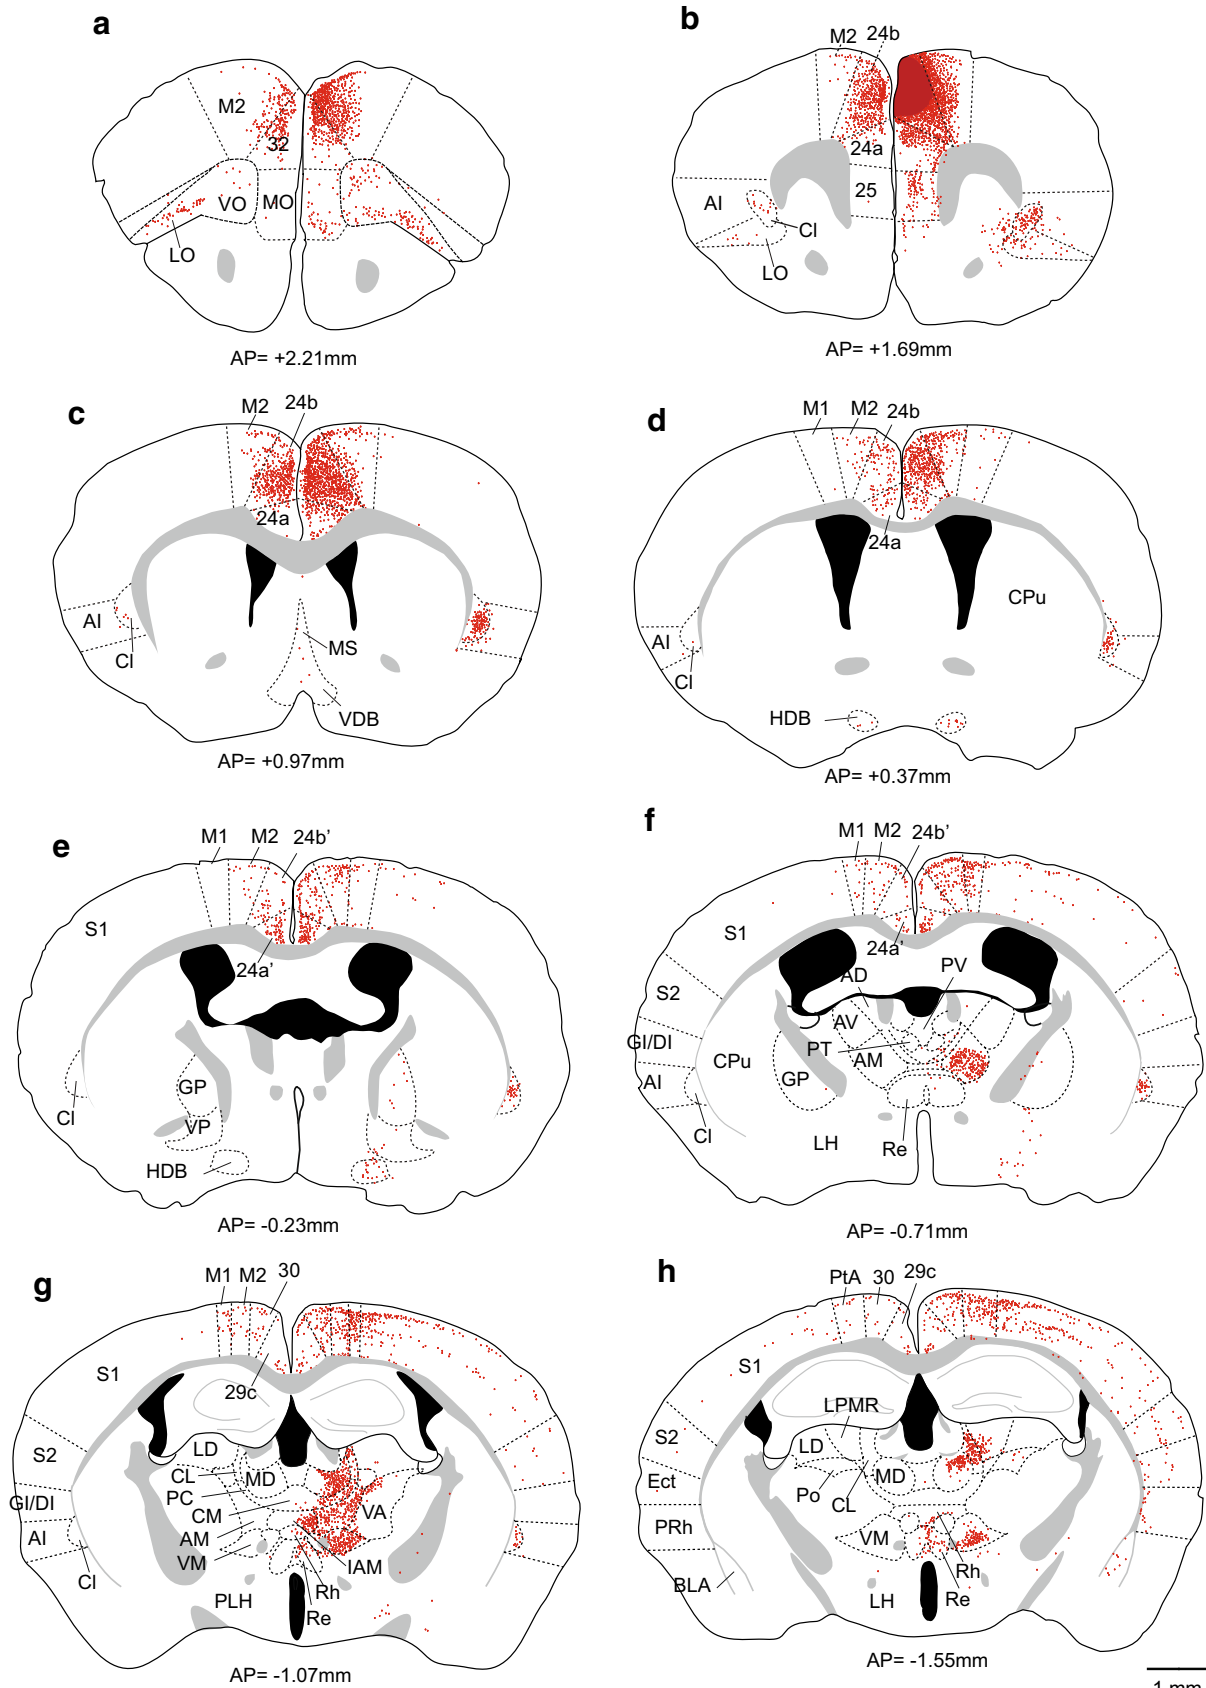 a
M2
32
VO
MO
LO
AP= +2.21mm
b
M2
24b
24a
25
AI
Cl
LO
AP= +1.69mm
c
M2
24b
24a
AI
Cl
MS
VDB
AP= +0.97mm
d
M1
M2
24b
24a
CPu
AI
Cl
HDB
AP= +0.37mm
e
M1
M2
24b’
S1
24a’
GP
Cl
VP
HDB
AP= -0.23mm
f
M1
M2
24b’
S1
24a’
AD
PV
S2
AV
GI/DI
PT
AM
CPu
AI
GP
Cl
LH
Re
AP= -0.71mm
g
M1
M2
30
S1
29c
S2
LD
CL
MD
PC
GI/DI
CM
VA
AI
AM
VM
IAM
Cl
Rh
PLH
Re
AP= -1.07mm
h
PtA
30
29c
S1
LPMR
S2
LD
Ect
MD
Po
CL
PRh
VM
BLA
Rh
LH
Re
AP= -1.55mm
1 mm